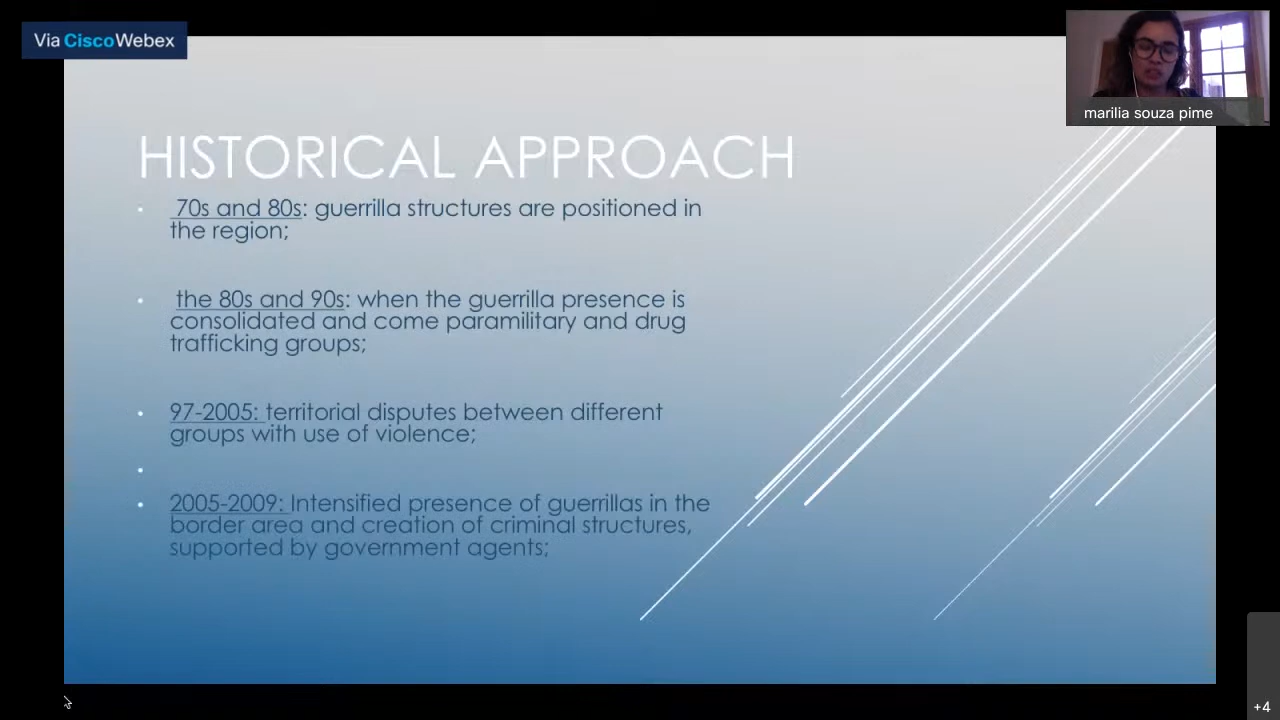 Via CiscoWebex
marilia souza pime
HISTORICAL APPROACH
70s and 80s: guerrilla structures are positioned in
the region;
the 80s and 90s: when the guerrilla presence is
consolidated and come paramilitary and drug
trafficking groups;
97-2005: territorial disputes between different
groups with use of violence;
2005-2009: Intensified presence of guerrillas in the
border area and creation of criminal structures,
supported by government agents;
+4